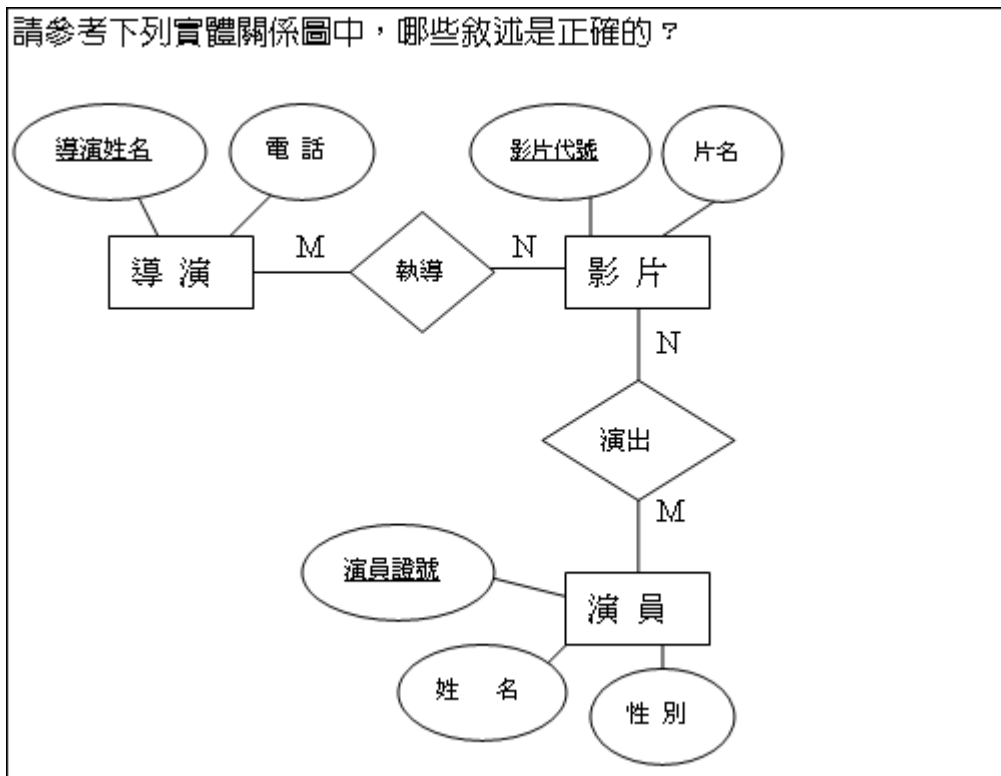 請參考下列實體關係圖中，哪些敘述是正確的？
導演姓名
電 話
影片代號
片名
導 演
M
執導
N
影 片
N
演出
M
演員證號
演 員
姓 名
性 別